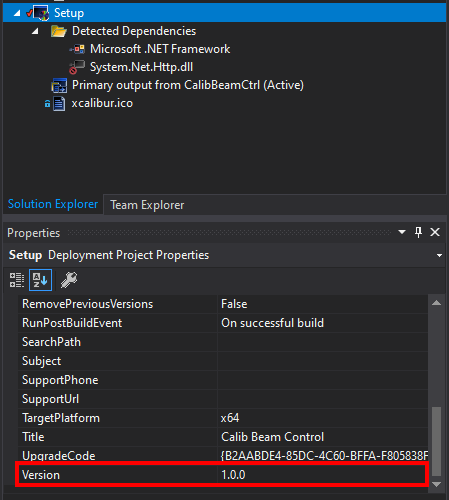 Setup
Detected Dependencies
Microsoft .NET Framework
System.Net.Http.dll
Primary output from CalibBeamCtrl (Active)
xcalibur.ico
Solution Explorer Team Explorer
Properties
Setup Deployment Project Properties
RemovePreviousVersions False
RunPostBuildEvent On successful build
SearchPath
Subject
SupportPhone
SupportUrl
TargetPlatform x64
Title Calib Beam Control
UpgradeCode {B2AABDE4-85DC-4C60-BFFA-F805838F
Version 1.0.0